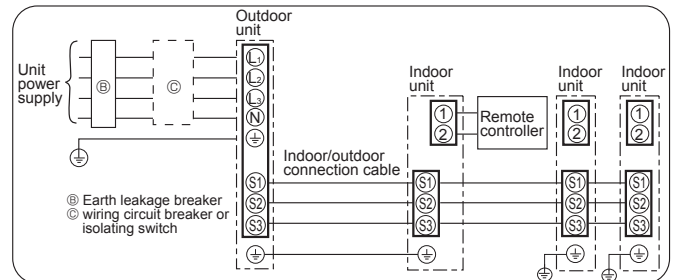 Outdoor
unit
Unit
power
supply
Ⓑ
Ⓒ
L₁
L₂
L₃
N
S1
S2
S3
Indoor/outdoor
connection cable
Ⓑ Earth leakage breaker
Ⓒ wiring circuit breaker or
isolating switch
Indoor
unit
1
2
Remote
controller
S1
S2
S3
Indoor
unit
1
2
S1
S2
S3
Indoor
unit
1
2
S1
S2
S3